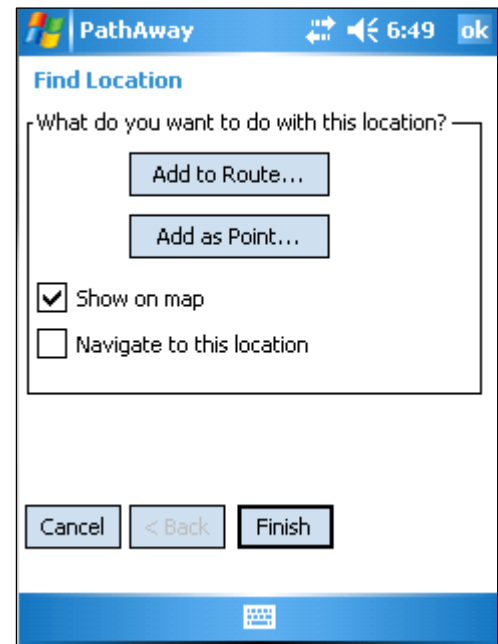 PathAway 6:49 ok
Find Location
What do you want to do with this location?
Add to Route...
Add as Point...
Show on map
Navigate to this location
Cancel < Back Finish